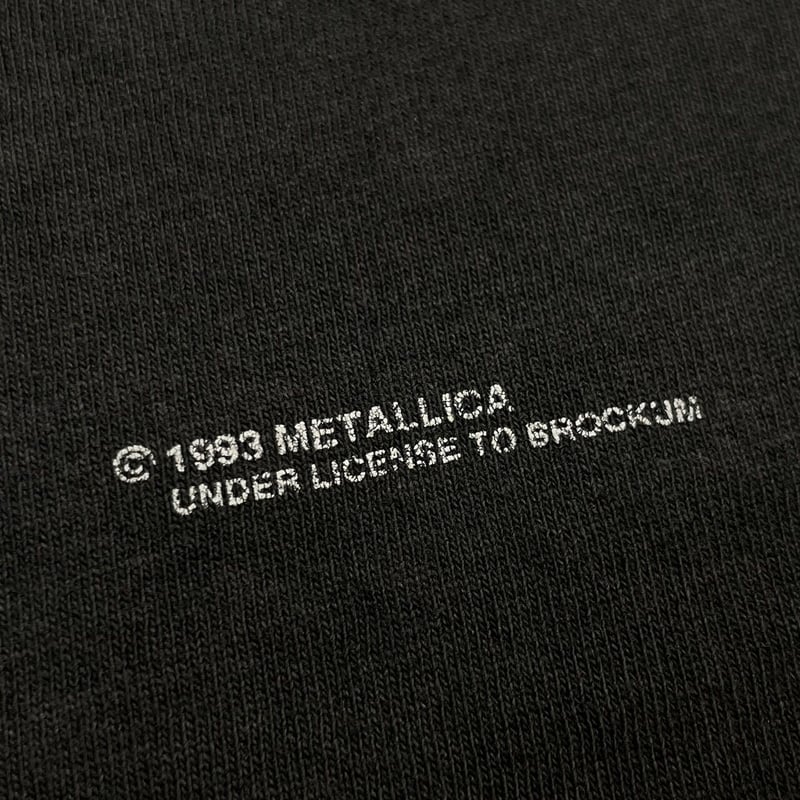 © 1993 METALLICA
UNDER LICENSE TO BROCKUM